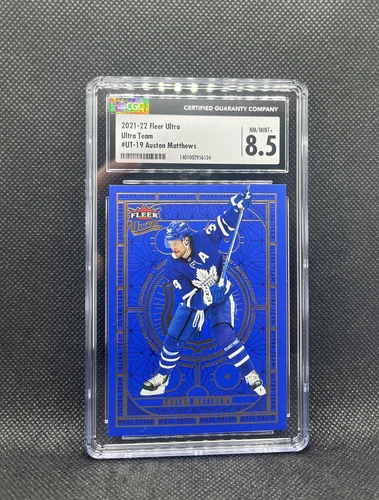 CGC
CERTIFIED GUARANTY COMPANY
2021-22 Fleer Ultra
Ultra Team
#UT-19 Auston Matthews
1401002956134
NM/MINT+
8.5
FLEER
Ultra
A
34
AUSTON MATTHEWS